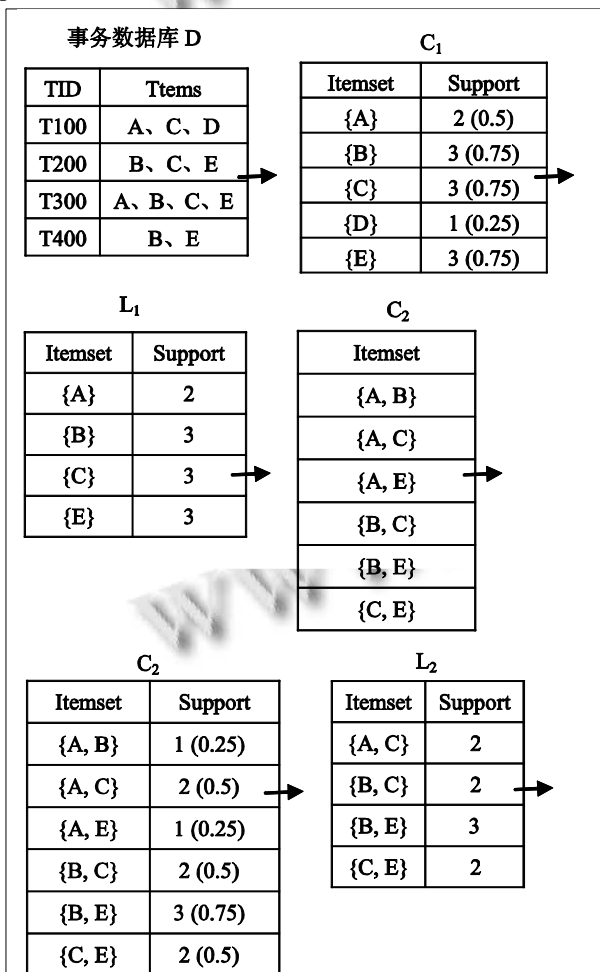 事务数据库 D
TID Ttems
T100 A、C、D
T200 B、C、E
T300 A、B、C、E
T400 B、E
C1
Itemset Support
{A} 2 (0.5)
{B} 3 (0.75)
{C} 3 (0.75)
{D} 1 (0.25)
{E} 3 (0.75)
L1
Itemset Support
{A} 2
{B} 3
{C} 3
{E} 3
C2
Itemset
{A, B}
{A, C}
{A, E}
{B, C}
{B, E}
{C, E}
C2
Itemset Support
{A, B} 1 (0.25)
{A, C} 2 (0.5)
{A, E} 1 (0.25)
{B, C} 2 (0.5)
{B, E} 3 (0.75)
{C, E} 2 (0.5)
L2
Itemset Support
{A, C} 2
{B, C} 2
{B, E} 3
{C, E} 2